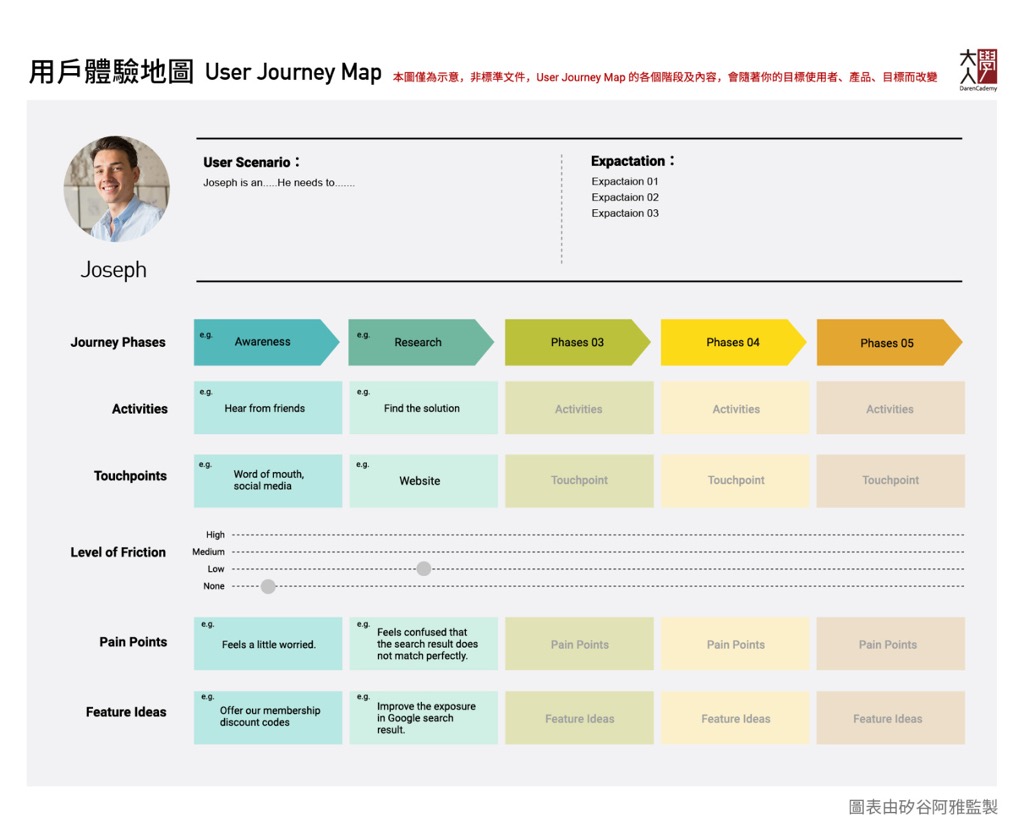 用戶體驗地圖 User Journey Map 本圖僅為示意，非標準文件，User Journey Map 的各個階段及內容，會隨著你的目標使用者、產品、目標而改變
大人學
DarenCademy
User Scenario：
Joseph is an.....He needs to.......
Expactation：
Expactaion 01
Expactaion 02
Expactaion 03
Joseph
Journey Phases
e.g. Awareness
e.g. Research
Phases 03
Phases 04
Phases 05
Activities
e.g. Hear from friends
e.g. Find the solution
Activities
Activities
Activities
Touchpoints
e.g. Word of mouth,
social media
e.g. Website
Touchpoint
Touchpoint
Touchpoint
Level of Friction
High
Medium
Low
None
Pain Points
e.g. Feels a little worried.
e.g. Feels confused that
the search result does
not match perfectly.
Pain Points
Pain Points
Pain Points
Feature Ideas
e.g. Offer our membership
discount codes
e.g. Improve the exposure
in Google search
result.
Feature Ideas
Feature Ideas
Feature Ideas
圖表由矽谷阿雅監製